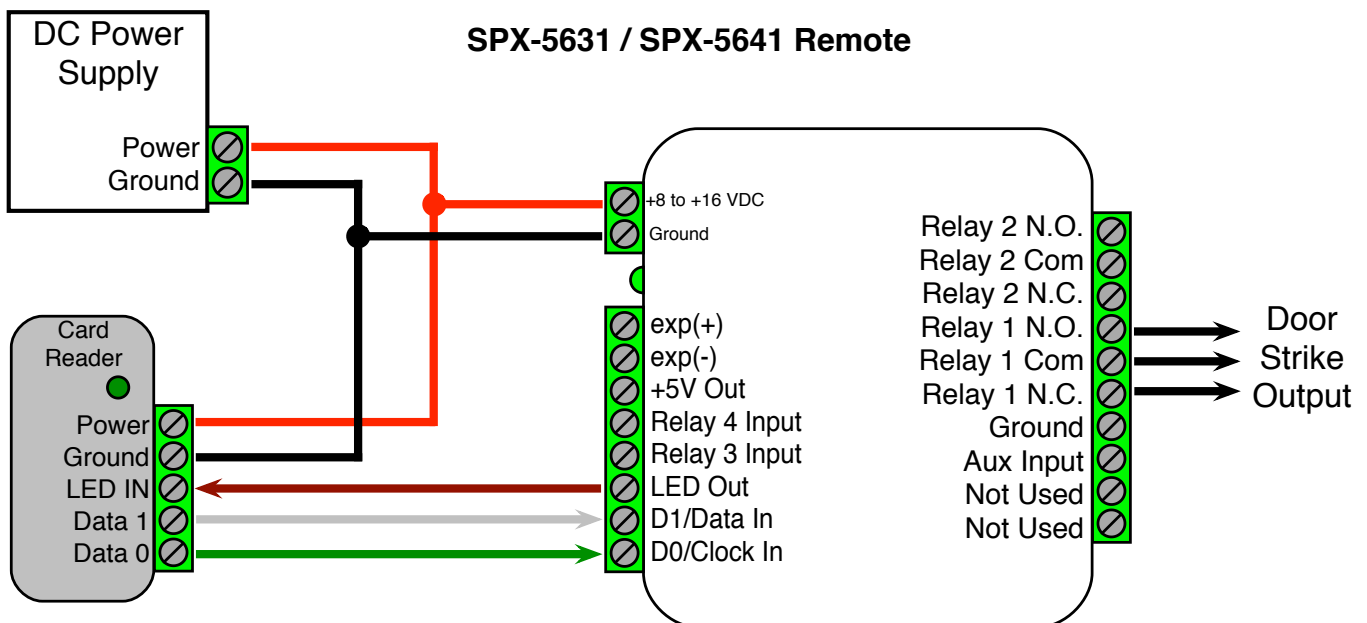 SPX-5631 / SPX-5641 Remote
DC Power
Supply
Power
Ground
+8 to +16 VDC
Ground
Card
Reader
Power
Ground
LED IN
Data 1
Data 0
exp(+)
exp(-)
+5V Out
Relay 4 Input
Relay 3 Input
LED Out
D1/Data In
D0/Clock In
Relay 2 N.O.
Relay 2 Com
Relay 2 N.C.
Relay 1 N.O.
Relay 1 Com
Relay 1 N.C.
Ground
Aux Input
Not Used
Not Used
Door
Strike
Output